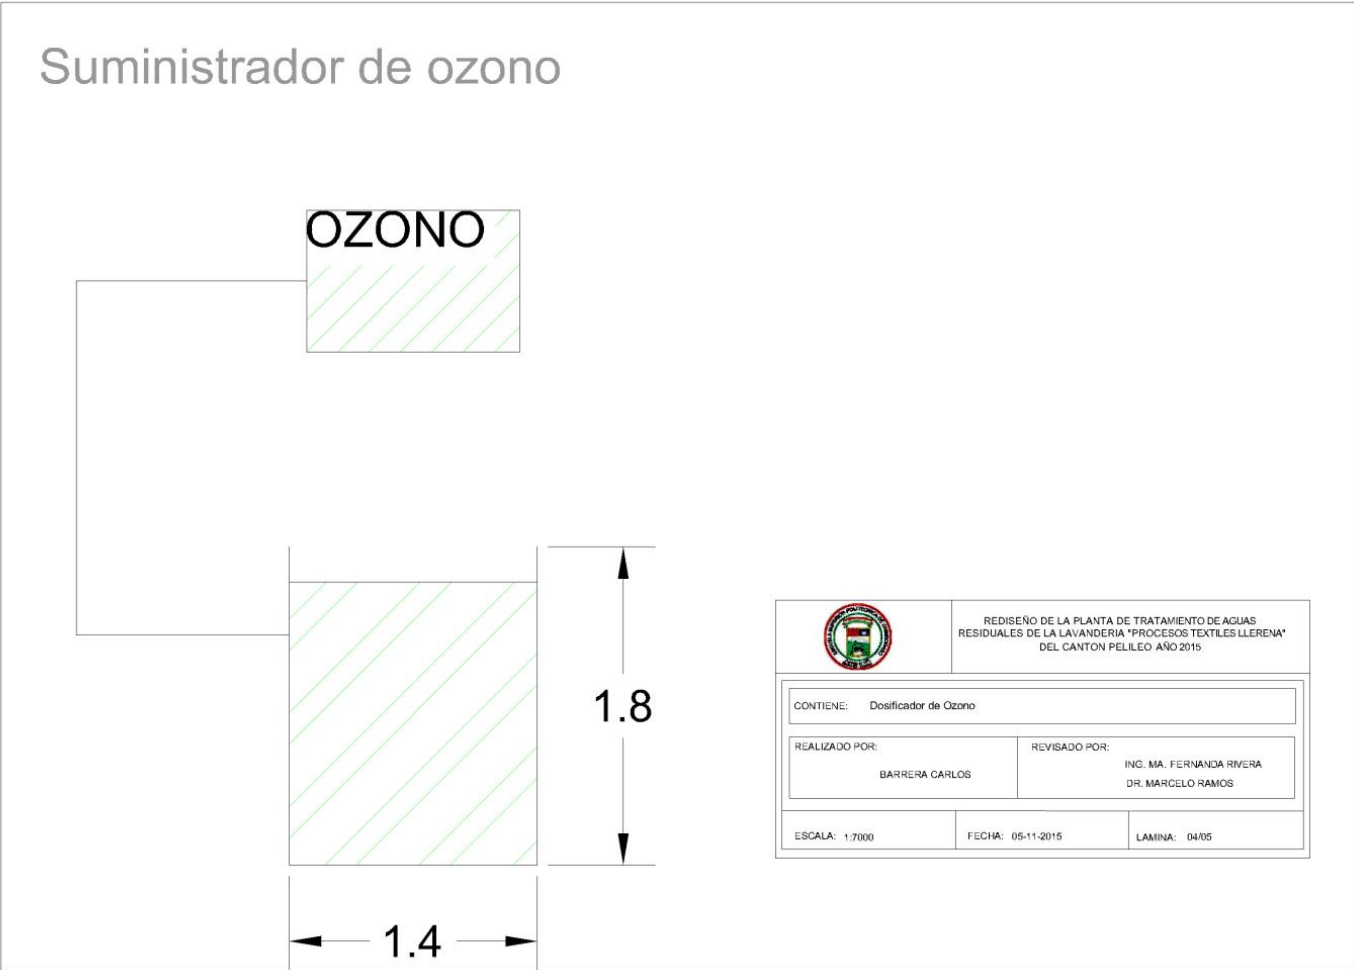 Suministrador de ozono
OZONO
1.8
1.4
REDISEÑO DE LA PLANTA DE TRATAMIENTO DE AGUAS
RESIDUALES DE LA LAVANDERIA "PROCESOS TEXTILES LLERENA"
DEL CANTON PELILEO AÑO 2015
CONTIENE: Dosificador de Ozono
REALIZADO POR:
BARRERA CARLOS
REVISADO POR:
ING. MA. FERNANDA RIVERA
DR. MARCELO RAMOS
ESCALA: 1:7000
FECHA: 05-11-2015
LAMINA: 04/05